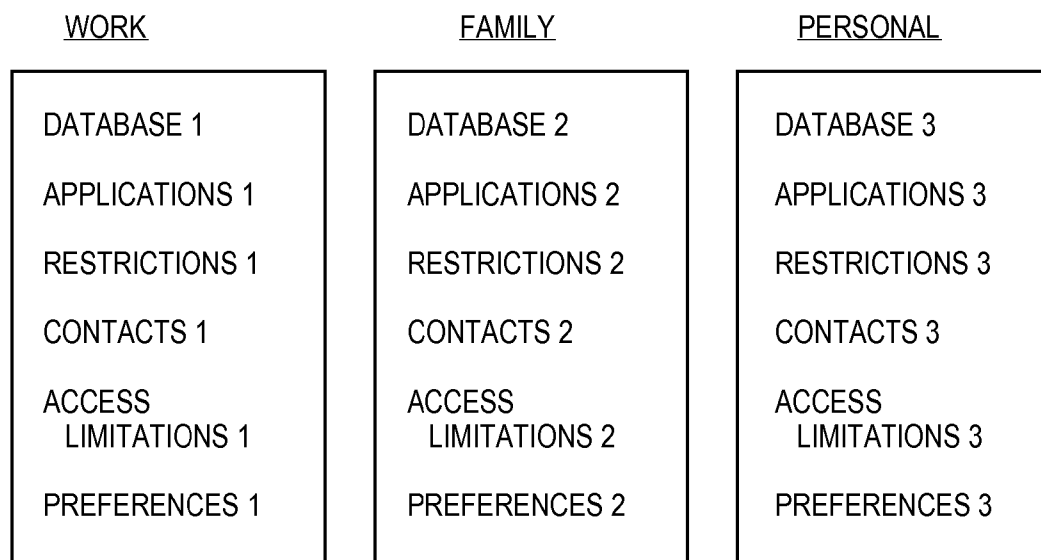 WORK
DATABASE 1
APPLICATIONS 1
RESTRICTIONS 1
CONTACTS 1
ACCESS
LIMITATIONS 1
PREFERENCES 1
FAMILY
DATABASE 2
APPLICATIONS 2
RESTRICTIONS 2
CONTACTS 2
ACCESS
LIMITATIONS 2
PREFERENCES 2
PERSONAL
DATABASE 3
APPLICATIONS 3
RESTRICTIONS 3
CONTACTS 3
ACCESS
LIMITATIONS 3
PREFERENCES 3